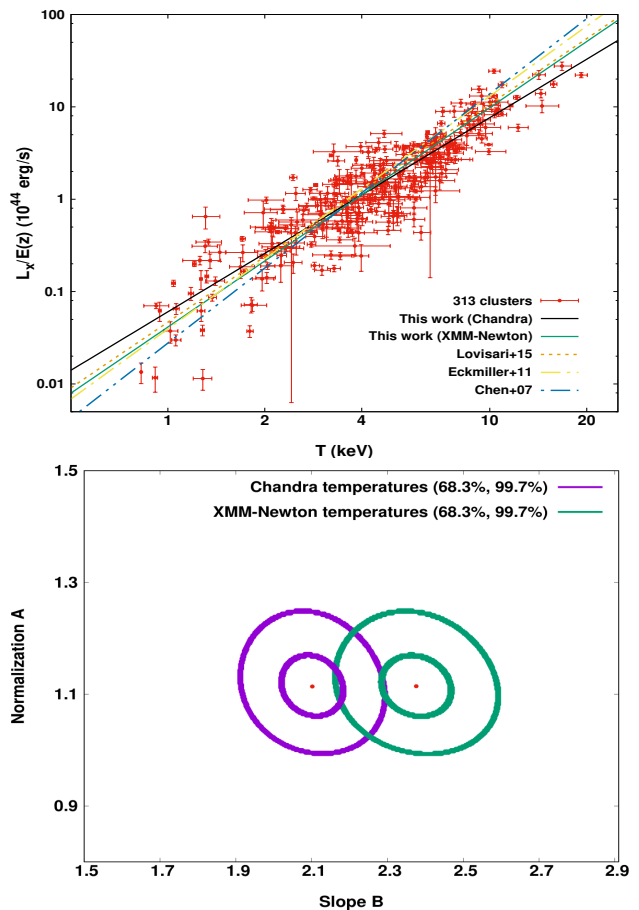 100
10
1
0.1
0.01
L_x/E(z) (10^44 erg/s)
313 clusters
This work (Chandra)
This work (XMM-Newton)
Lovisari+15
Eckmiller+11
Chen+07
1 2 4 10 20
T (keV)
1.5
1.3
1.1
0.9
Normalization A
Chandra temperatures (68.3%, 99.7%)
XMM-Newton temperatures (68.3%, 99.7%)
1.5 1.7 1.9 2.1 2.3 2.5 2.7 2.9
Slope B